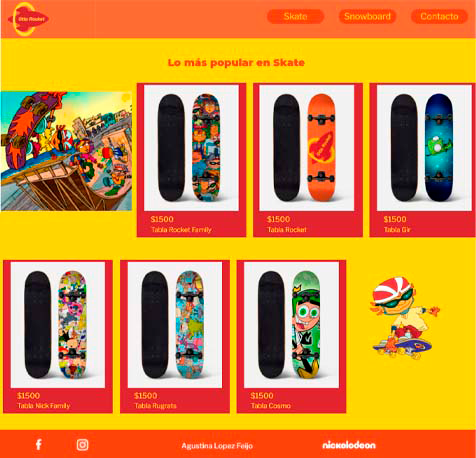 Otto Rocket
Skate
Snowboard
Contacto
Lo más popular en Skate
$1500
Tabla Rocket Family
$1500
Tabla Rocket
$1500
Tabla Gir
$1500
Tabla Nick Family
$1500
Tabla Rugrats
$1500
Tabla Cosmo
Agustina Lopez Feijo
nickelodeon